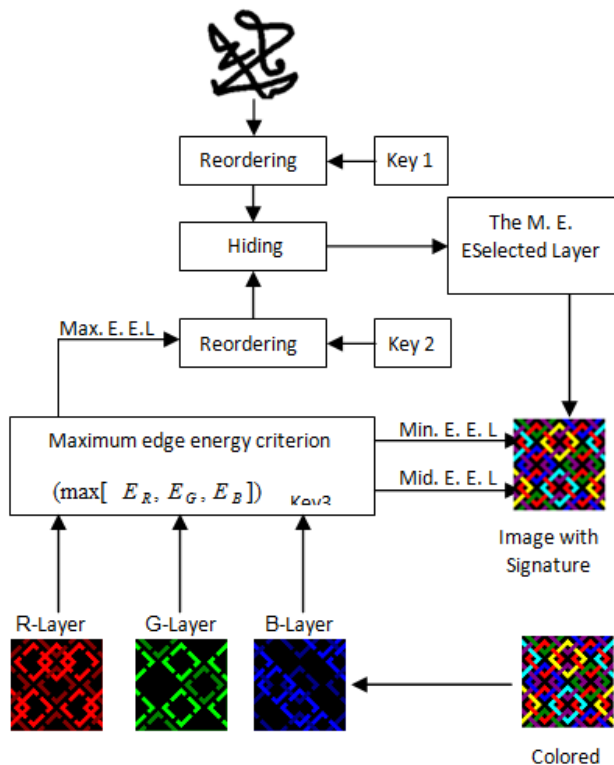 Reordering
Key 1
Hiding
The M. E.
ESelected Layer
Max. E. E.L
Reordering
Key 2
Maximum edge energy criterion
(max[ E_R, E_G, E_B])
Key3
Min. E. E. L
Mid. E. E. L
Image with
Signature
R-Layer
G-Layer
B-Layer
Colored